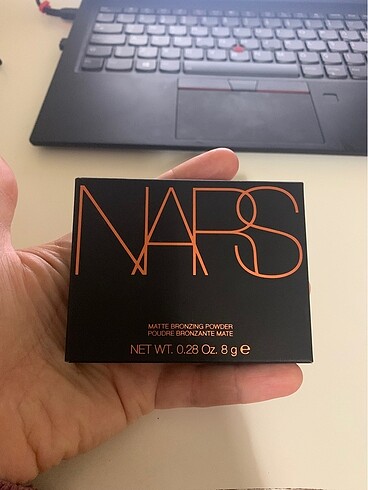 NARS
MATTE BRONZING POWDER
POUDRE BRONZANTE MATE
NET WT. 0.28 Oz. 8 g ℮